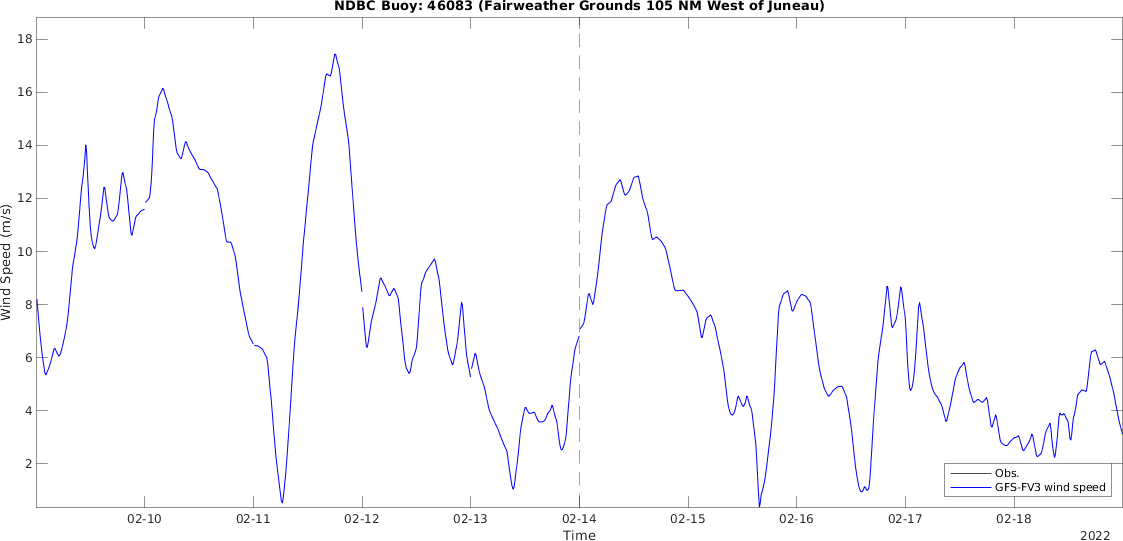 NDBC Buoy: 46083 (Fairweather Grounds 105 NM West of Juneau)
18
16
14
12
10
8
6
4
2
Wind Speed (m/s)
Obs.
GFS-FV3 wind speed
02-10 02-11 02-12 02-13 02-14 02-15 02-16 02-17 02-18
Time
2022